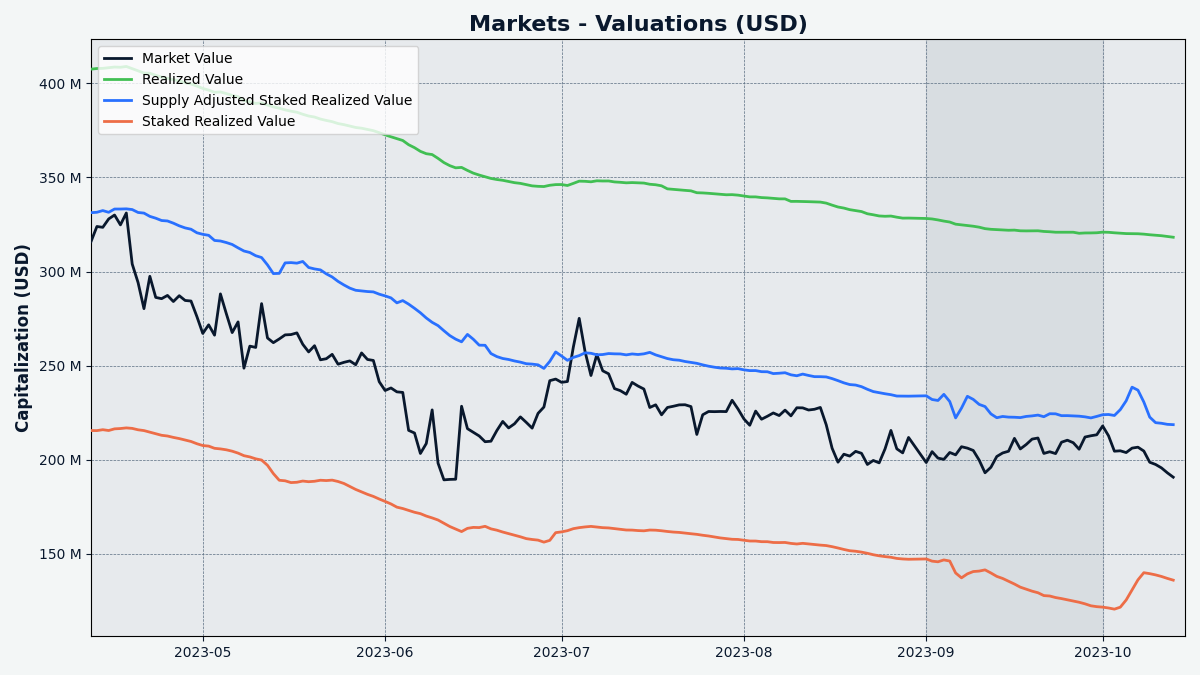 Markets - Valuations (USD)
Market Value
Realized Value
Supply Adjusted Staked Realized Value
Staked Realized Value
Capitalization (USD)
400 M
350 M
300 M
250 M
200 M
150 M
2023-05
2023-06
2023-07
2023-08
2023-09
2023-10